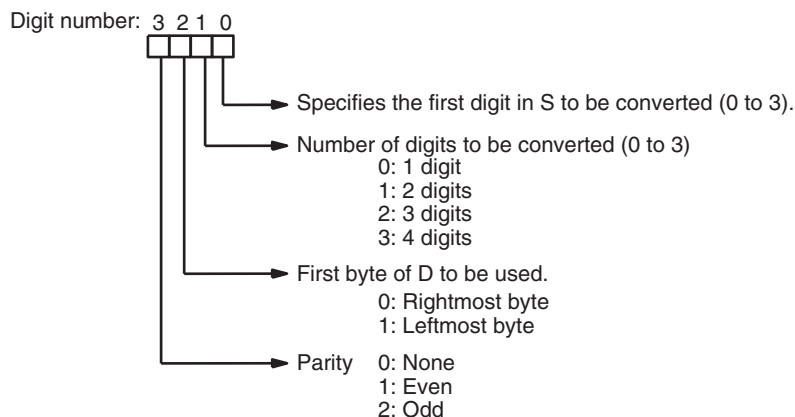 Digit number: 3 2 1 0
Specifies the first digit in S to be converted (0 to 3).
Number of digits to be converted (0 to 3)
0: 1 digit
1: 2 digits
2: 3 digits
3: 4 digits
First byte of D to be used.
0: Rightmost byte
1: Leftmost byte
Parity 0: None
1: Even
2: Odd